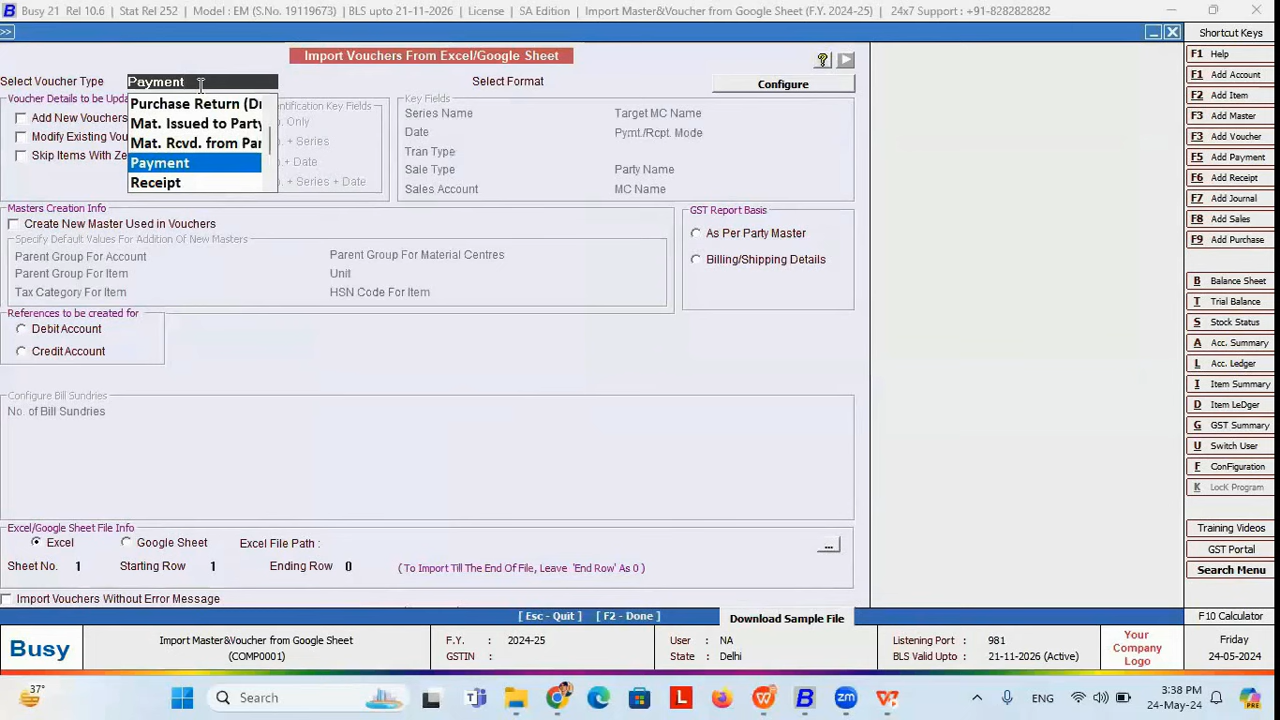 Busy 21 Rel 10.6 | Stat Rel 252 | Model : EM (S.No. 19119673) | BLS upto 21-11-2026 | License | SA Edition | Import Master&Voucher from Google Sheet (F.Y. 2024-25) | 24x7 Support : +91-8282828282
>>
Shortcut Keys
Import Vouchers From Excel/Google Sheet
F1 Help
Select Voucher Type Payment
Select Format
Configure
F1 Add Account
Voucher Details to be Upda
Purchase Return (Dr
ntification Key Fields
Key Fields
F2 Add Item
Add New Vouchers
Mat. Issued to Party
. Only
Series Name
Target MC Name
F3 Add Master
Modify Existing Vou
Mat. Rcvd. from Par
. + Series
Date
Pymt./Rcpt. Mode
F3 Add Voucher
Skip Items With Ze
Payment
+ Date
Tran Type
F5 Add Payment
Receipt
. + Series + Date
Sale Type
Party Name
F6 Add Receipt
Sales Account
MC Name
F7 Add Journal
Masters Creation Info
GST Report Basis
F8 Add Sales
Create New Master Used in Vouchers
As Per Party Master
F9 Add Purchase
Specify Default Values For Addition Of New Masters
Parent Group For Account
Parent Group For Material Centres
Billing/Shipping Details
Parent Group For Item
Unit
B Balance Sheet
Tax Category For Item
HSN Code For Item
T Trial Balance
References to be created for
S Stock Status
Debit Account
A Acc. Summary
Credit Account
L Acc. Ledger
I Item Summary
Configure Bill Sundries
D Item LeDger
No. of Bill Sundries
G GST Summary
U Switch User
F ConFiguration
K LocK Program
Excel/Google Sheet File Info
Training Videos
Excel
Google Sheet
Excel File Path :
...
GST Portal
Sheet No. 1
Starting Row 1
Ending Row 0
(To Import Till The End Of File, Leave 'End Row' As 0 )
Search Menu
Import Vouchers Without Error Message
[ Esc - Quit ] [ F2 - Done ]
Download Sample File
F10 Calculator
Busy
Import Master&Voucher from Google Sheet
(COMP0001)
F.Y. : 2024-25
GSTIN :
User : NA
State : Delhi
Listening Port : 981
BLS Valid Upto : 21-11-2026 (Active)
Your
Company
Logo
Friday
24-05-2024
37°
Search
ENG
3:38 PM
24-May-24